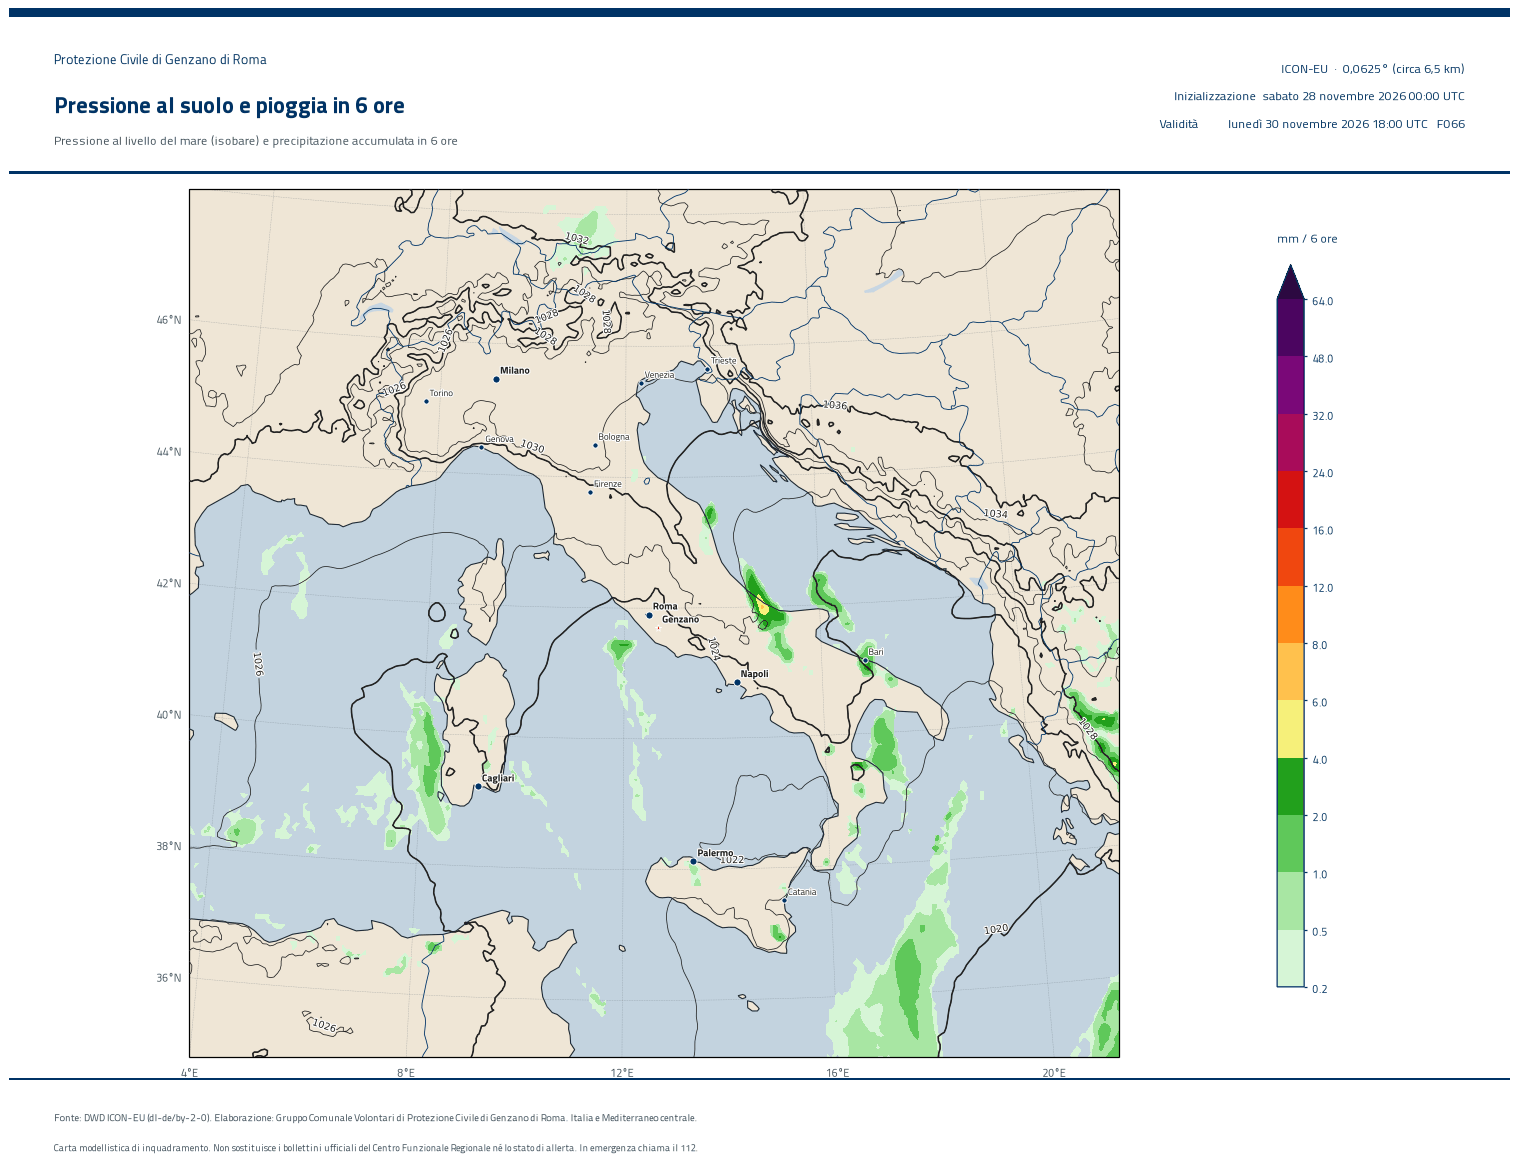 Protezione Civile di Genzano di Roma
Pressione al suolo e pioggia in 6 ore
Pressione al livello del mare (isobare) e precipitazione accumulata in 6 ore
ICON-EU · 0,0625° (circa 6,5 km)
Inizializzazione sabato 28 novembre 2026 00:00 UTC
Validità lunedì 30 novembre 2026 18:00 UTC F066
mm / 6 ore
64.0
48.0
32.0
24.0
16.0
12.0
8.0
6.0
4.0
2.0
1.0
0.5
0.2
46°N
44°N
42°N
40°N
38°N
36°N
4°E
8°E
12°E
16°E
20°E
1032
1028
1028
1028
1028
1026
1026
1036
1030
1034
1024
1026
1028
1022
1020
1026
Milano
Torino
Venezia
Trieste
Genova
Bologna
Firenze
Roma
Genzano
Napoli
Bari
Cagliari
Palermo
Catania
Fonte: DWD ICON-EU (dl-de/by-2-0). Elaborazione: Gruppo Comunale Volontari di Protezione Civile di Genzano di Roma. Italia e Mediterraneo centrale.
Carta modellistica di inquadramento. Non sostituisce i bollettini ufficiali del Centro Funzionale Regionale né lo stato di allerta. In emergenza chiama il 112.